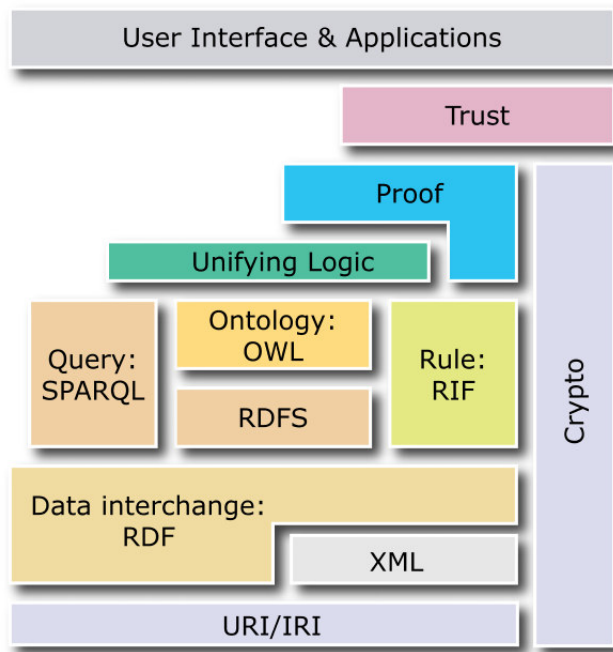 User Interface & Applications
Trust
Proof
Unifying Logic
Query:
SPARQL
Ontology:
OWL
RDFS
Rule:
RIF
Crypto
Data interchange:
RDF
XML
URI/IRI